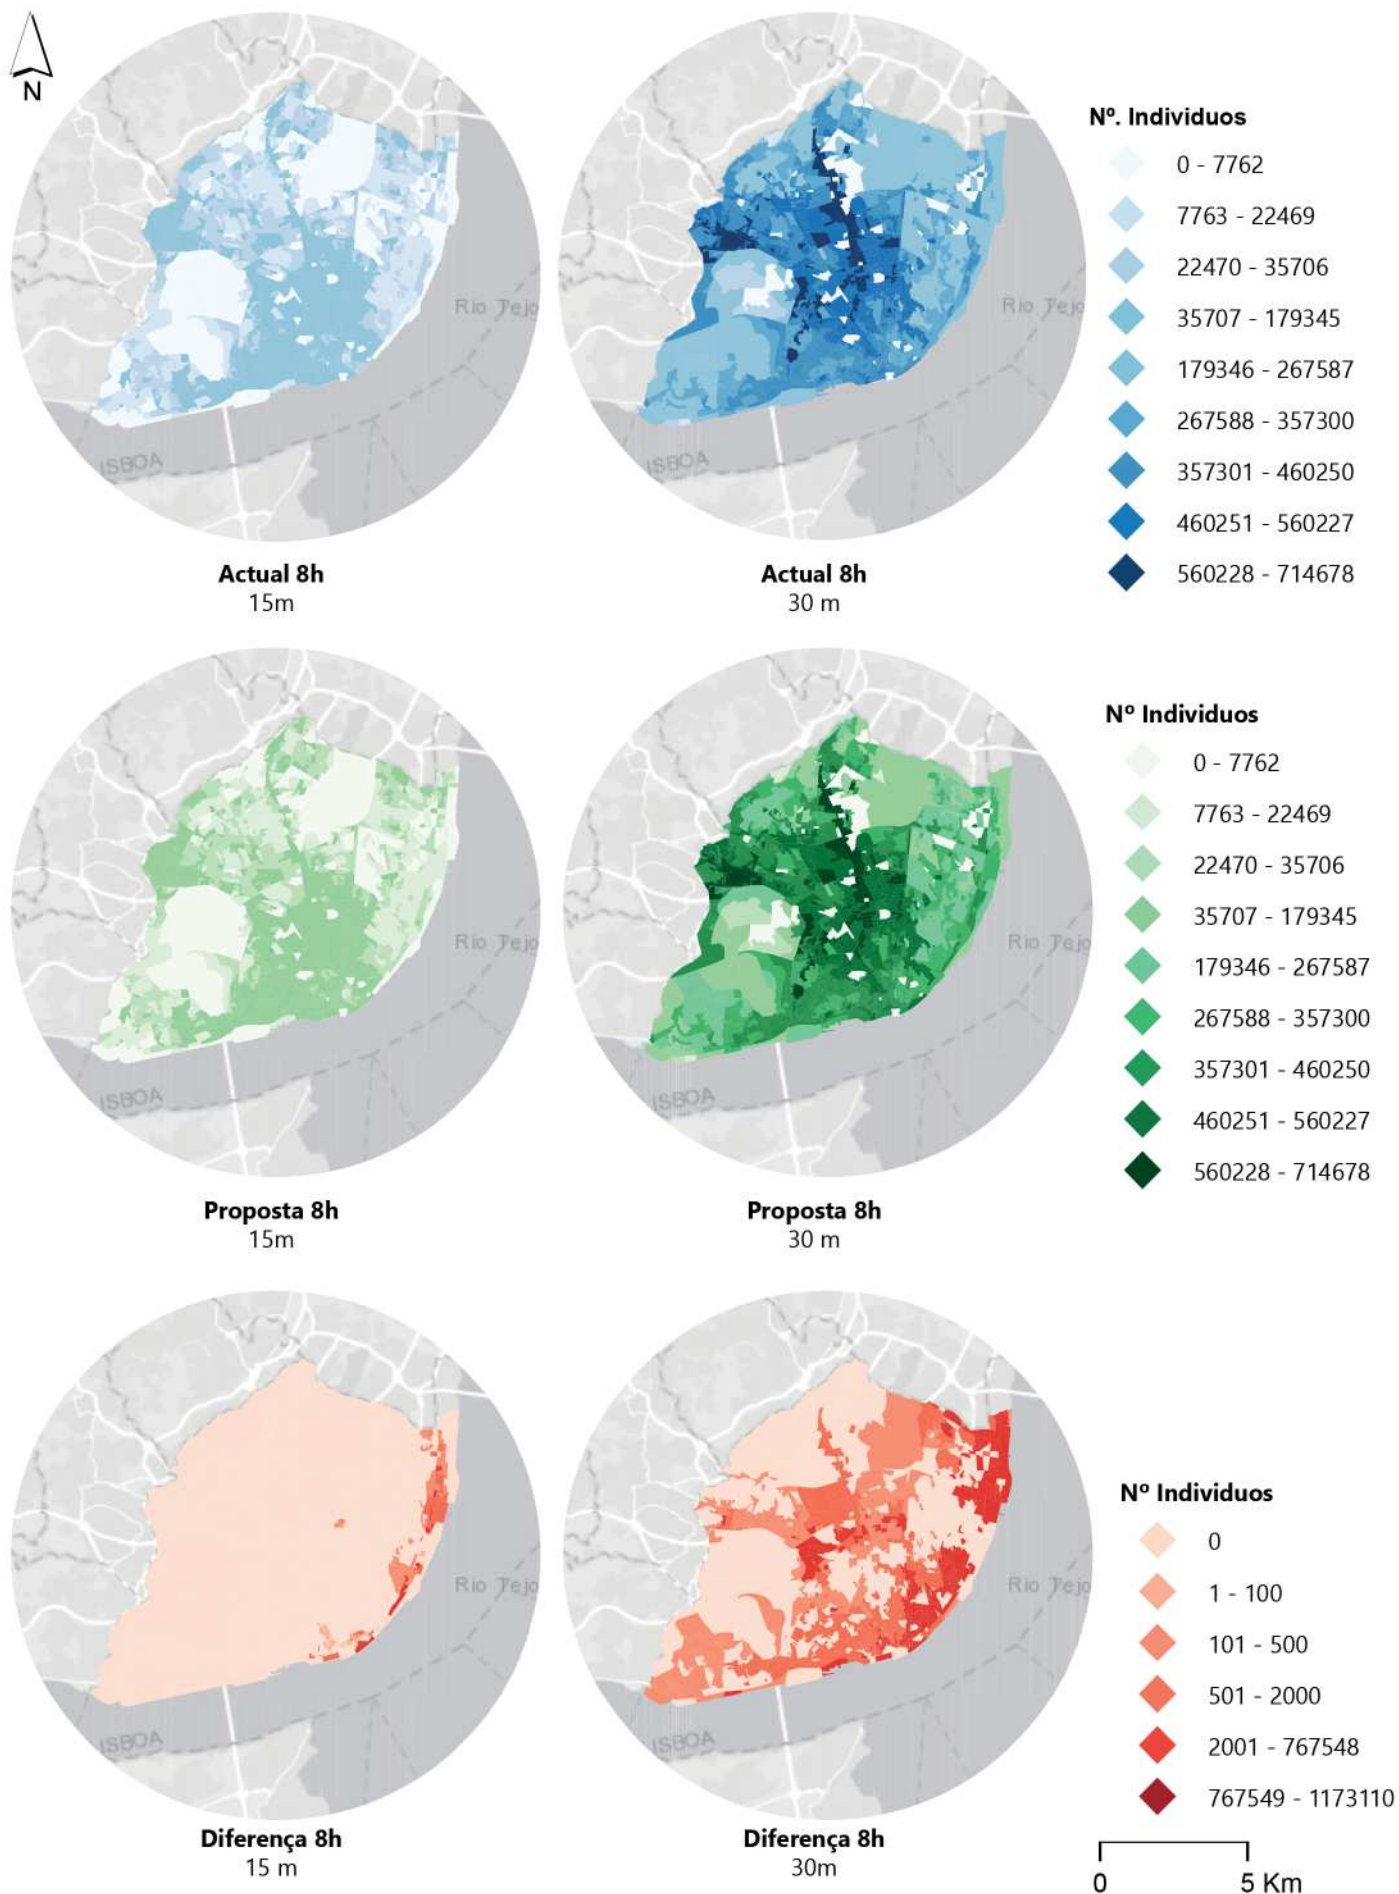 N
Rio Tejo
ISBOA
Actual 8h
15m
Rio Tejo
ISBOA
Actual 8h
30 m
Nº. Individuos
0 - 7762
7763 - 22469
22470 - 35706
35707 - 179345
179346 - 267587
267588 - 357300
357301 - 460250
460251 - 560227
560228 - 714678
Rio Tejo
ISBOA
Proposta 8h
15m
Rio Tejo
ISBOA
Proposta 8h
30 m
Nº Individuos
0 - 7762
7763 - 22469
22470 - 35706
35707 - 179345
179346 - 267587
267588 - 357300
357301 - 460250
460251 - 560227
560228 - 714678
Rio Tejo
ISBOA
Diferença 8h
15 m
Rio Tejo
ISBOA
Diferença 8h
30m
Nº Individuos
0
1 - 100
101 - 500
501 - 2000
2001 - 767548
767549 - 1173110
0 5 Km